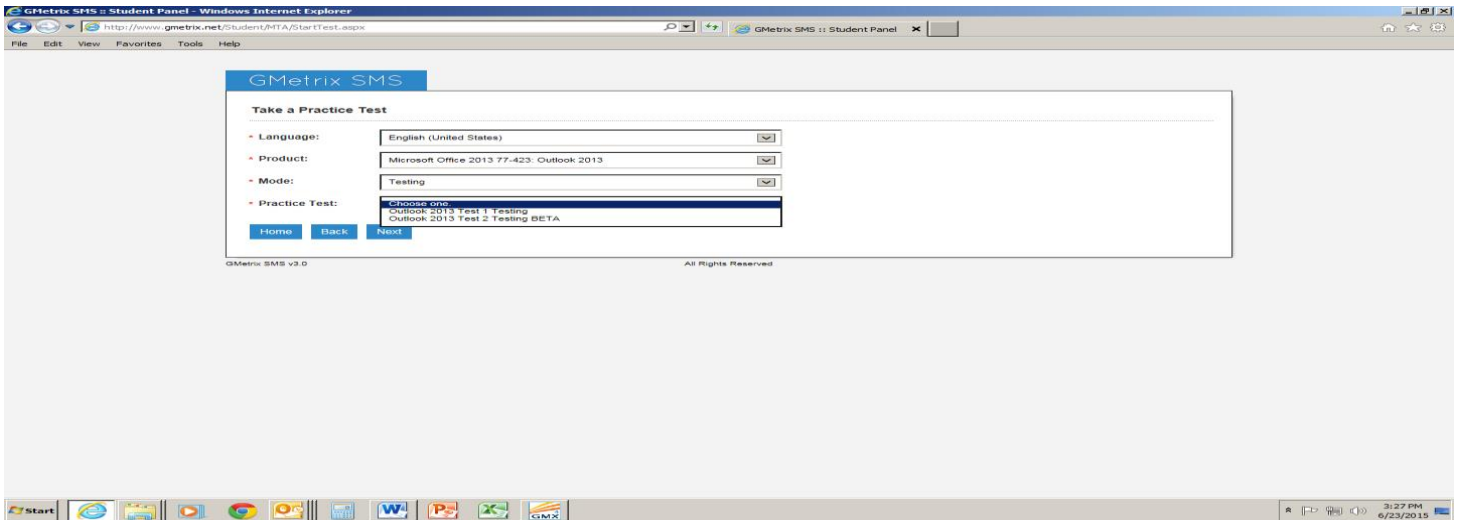 GMetrix SMS :: Student Panel - Windows Internet Explorer
http://www.gmetrix.net/Student/MTA/StartTest.aspx
GMetrix SMS :: Student Panel
File Edit View Favorites Tools Help
GMetrix SMS
Take a Practice Test
* Language: English (United States)
* Product: Microsoft Office 2013 77-423: Outlook 2013
* Mode: Testing
* Practice Test: Choose one.
Outlook 2013 Test 1 Testing
Outlook 2013 Test 2 Testing BETA
Home Back Next
GMetrix SMS v3.0 All Rights Reserved
Start
GMX
3:27 PM
6/23/2015